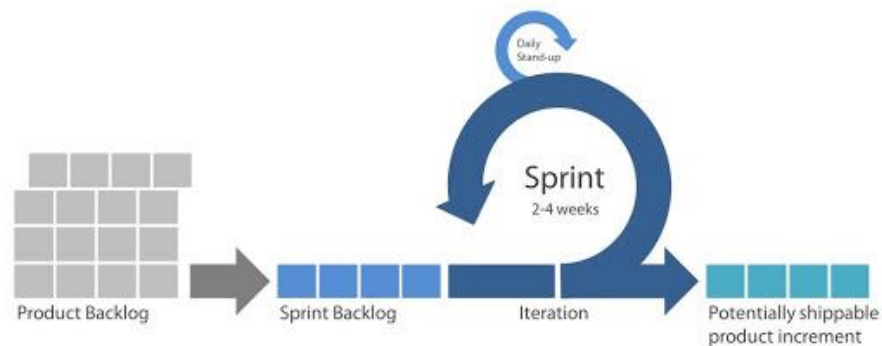 Daily
Stand-up
Sprint
2-4 weeks
Product Backlog
Sprint Backlog
Iteration
Potentially shippable
product increment